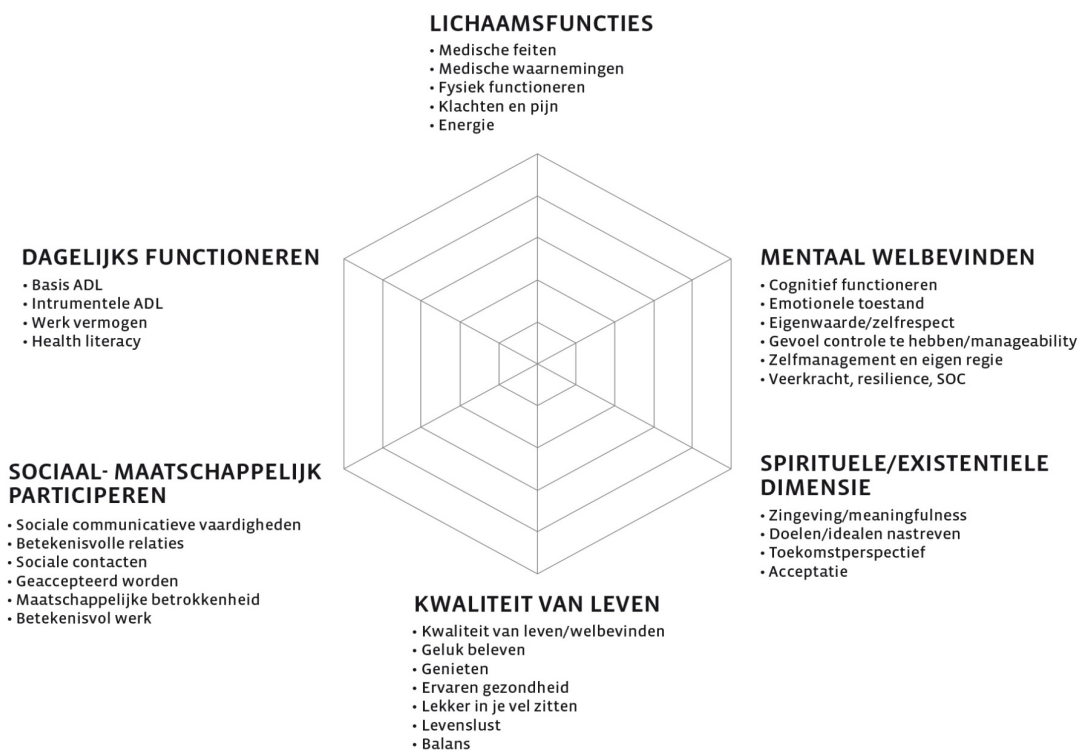 LICHAAMSFUNCTIES
• Medische feiten
• Medische waarnemingen
• Fysiek functioneren
• Klachten en pijn
• Energie
DAGELIJKS FUNCTIONEREN
• Basis ADL
• Intrumentele ADL
• Werk vermogen
• Health literacy
MENTAAL WELBEVINDEN
• Cognitief functioneren
• Emotionele toestand
• Eigenwaarde/zelfrespect
• Gevoel controle te hebben/manageability
• Zelfmanagement en eigen regie
• Veerkracht, resilience, SOC
SOCIAAL- MAATSCHAPPELIJK
PARTICIPEREN
• Sociale communicatieve vaardigheden
• Betekenisvolle relaties
• Sociale contacten
• Geaccepteerd worden
• Maatschappelijke betrokkenheid
• Betekenisvol werk
SPIRITUELE/EXISTENTIELE
DIMENSIE
• Zingeving/meaningfulness
• Doelen/idealen nastreven
• Toekomstperspectief
• Acceptatie
KWALITEIT VAN LEVEN
• Kwaliteit van leven/welbevinden
• Geluk beleven
• Genieten
• Ervaren gezondheid
• Lekker in je vel zitten
• Levenslust
• Balans